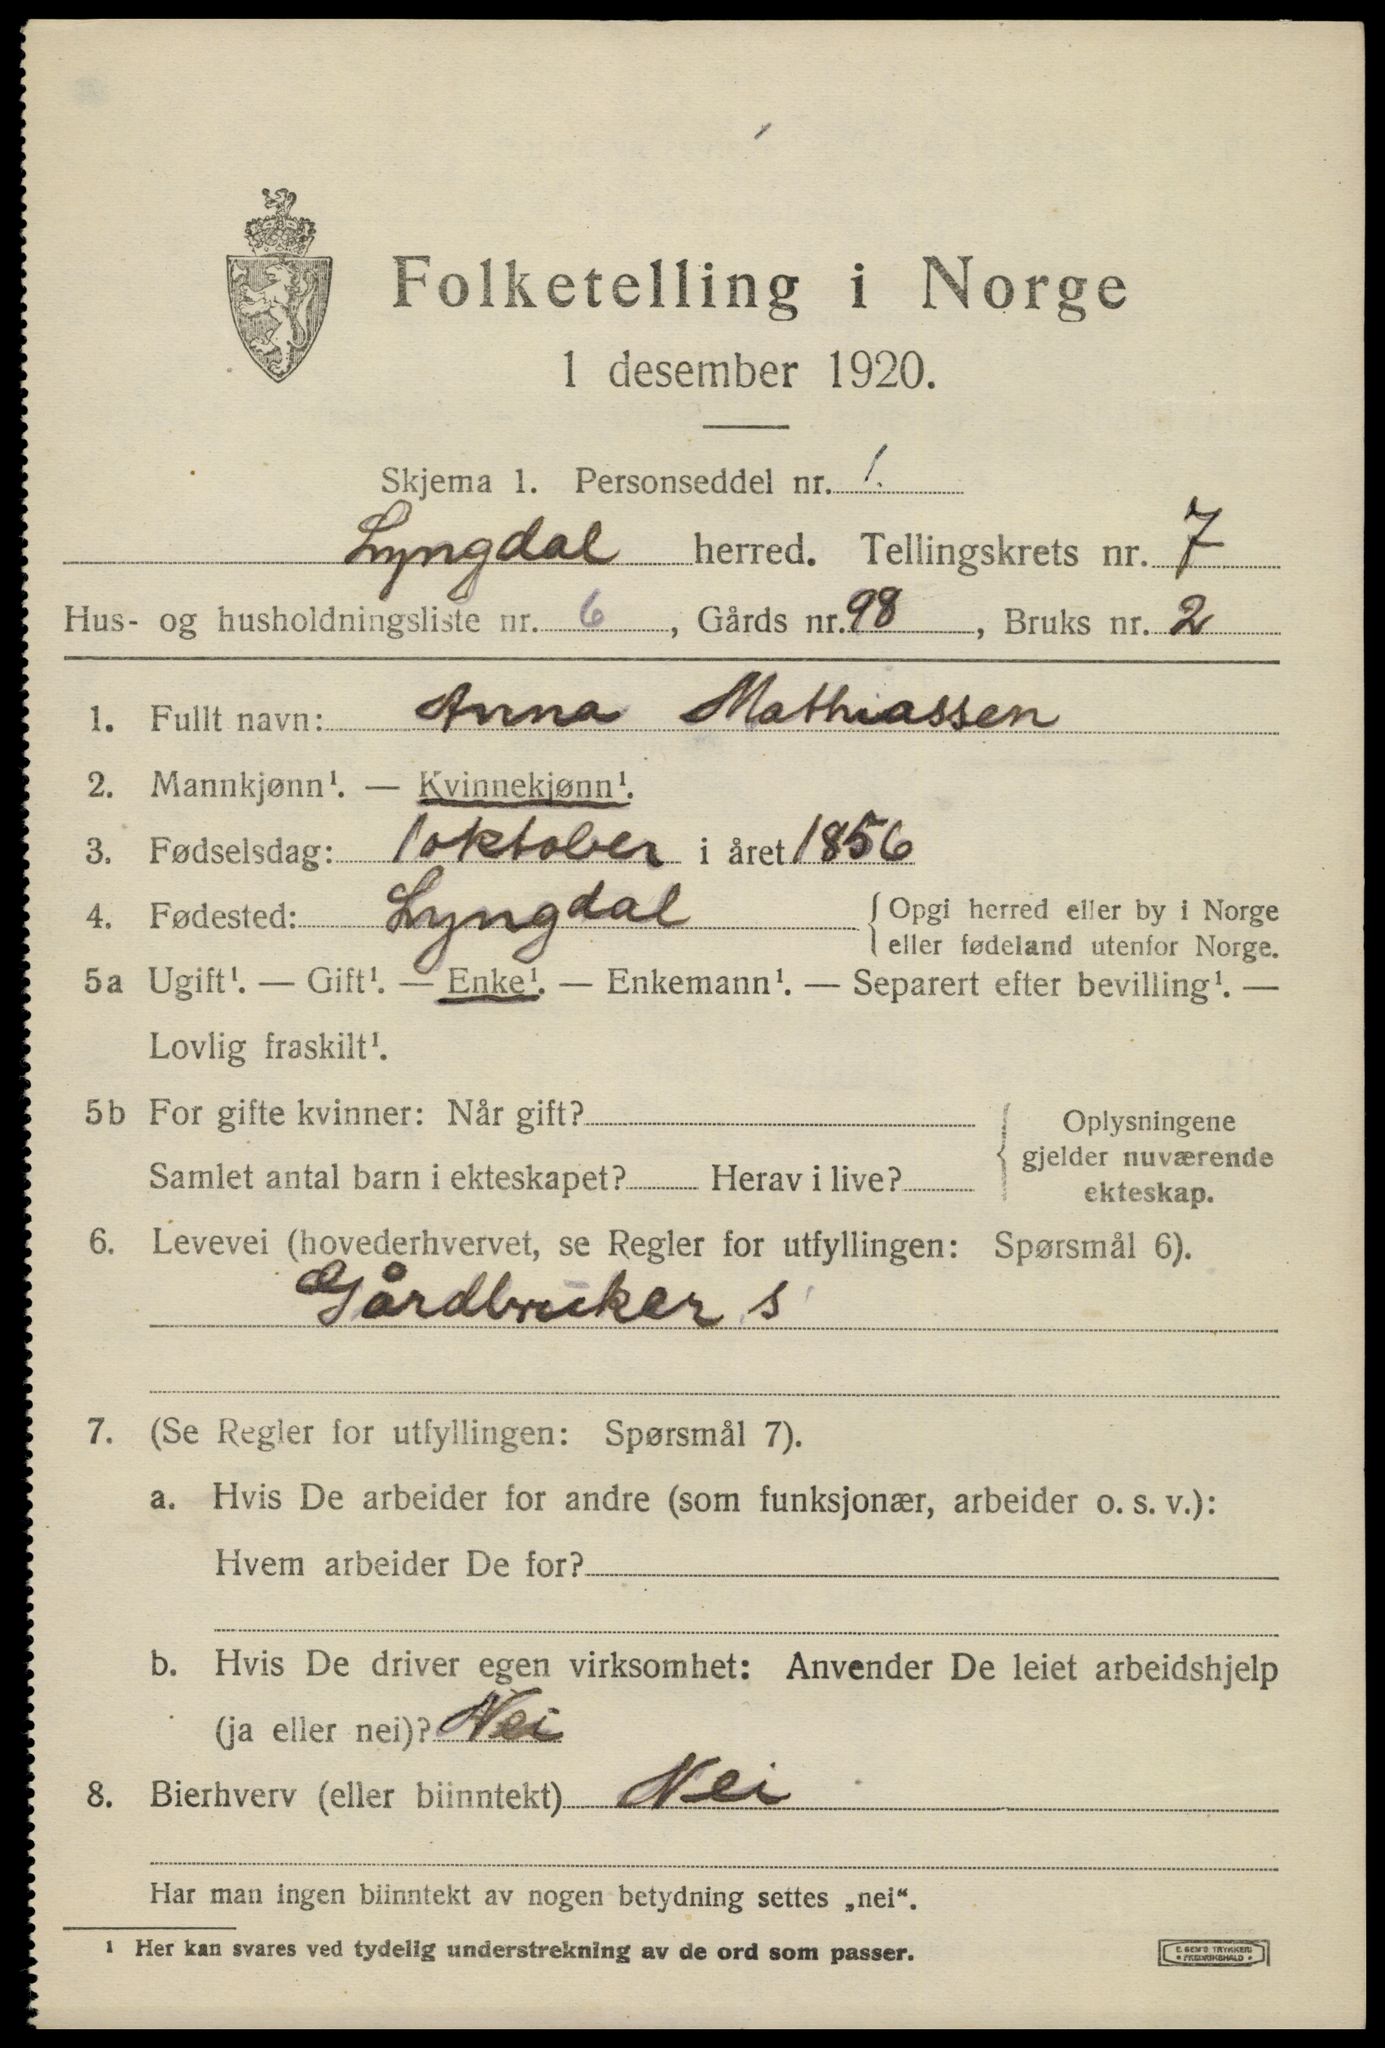 Folketelling i Norge
1 desember 1920.
Skjema 1. Personseddel nr. 1.
Lyngdal herred. Tellingskrets nr. 7
Hus- og husholdningsliste nr. 6, Gårds nr. 98, Bruks nr. 2
1. Fullt navn: Anna Mathiassen
2. Mannkjønn¹. — Kvinnekjønn¹.
3. Fødselsdag: 1 oktober i året 1856
4. Fødested: Lyngdal { Opgi herred eller by i Norge
eller fødeland utenfor Norge.
5a Ugift¹. — Gift¹. — Enke¹. — Enkemann¹. — Separert efter bevilling¹. —
Lovlig fraskilt¹.
5b For gifte kvinner: Når gift?
Samlet antal barn i ekteskapet? Herav i live?
{ Oplysningene
gjelder nuværende
ekteskap.
6. Levevei (hovederhvervet, se Regler for utfyllingen: Spørsmål 6).
Gårdbruker s
7. (Se Regler for utfyllingen: Spørsmål 7).
a. Hvis De arbeider for andre (som funksjonær, arbeider o. s. v.):
Hvem arbeider De for?
b. Hvis De driver egen virksomhet: Anvender De leiet arbeidshjelp
(ja eller nei)? Nei
8. Bierhverv (eller biinntekt) Nei
Har man ingen biinntekt av nogen betydning settes „nei“.
¹ Her kan svares ved tydelig understrekning av de ord som passer.
E. SEM'S TRYKKERI
FREDRIKSHALD